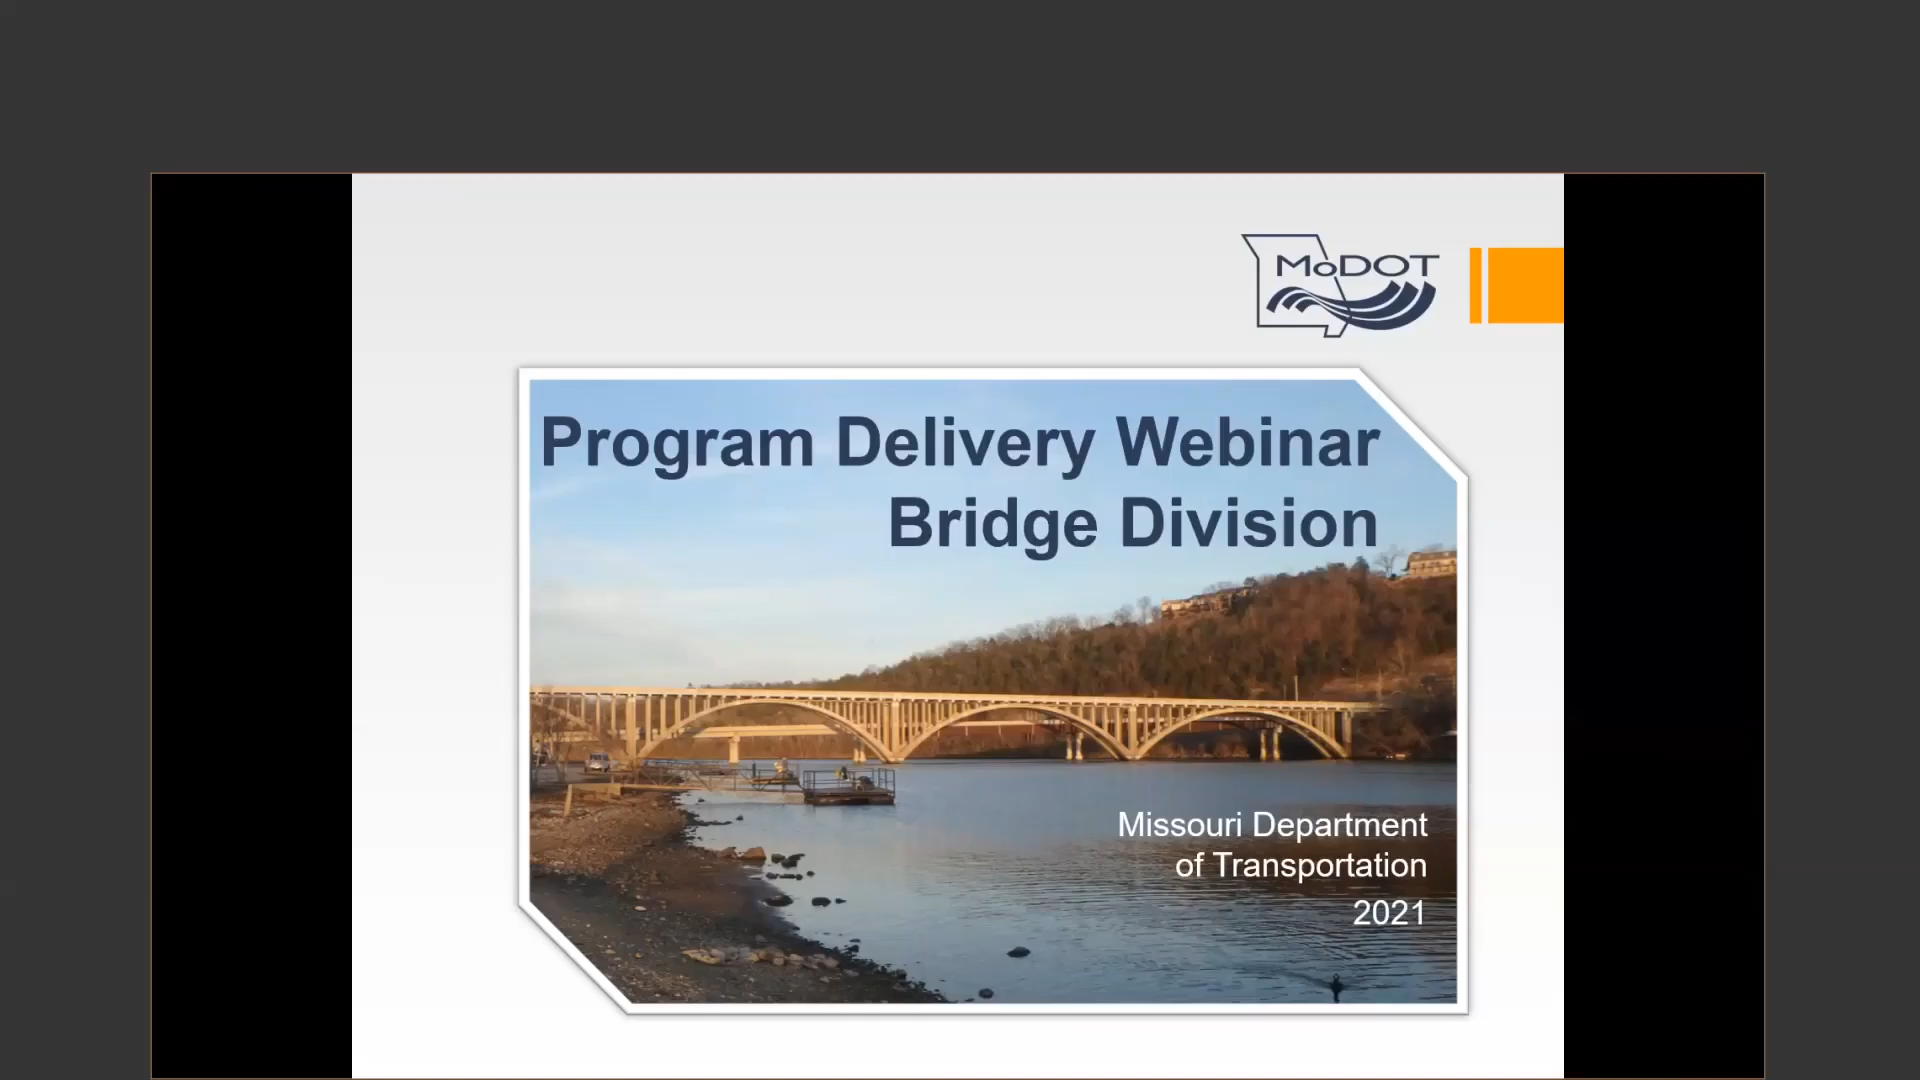 MoDOT
Program Delivery Webinar
Bridge Division
Missouri Department
of Transportation
2021